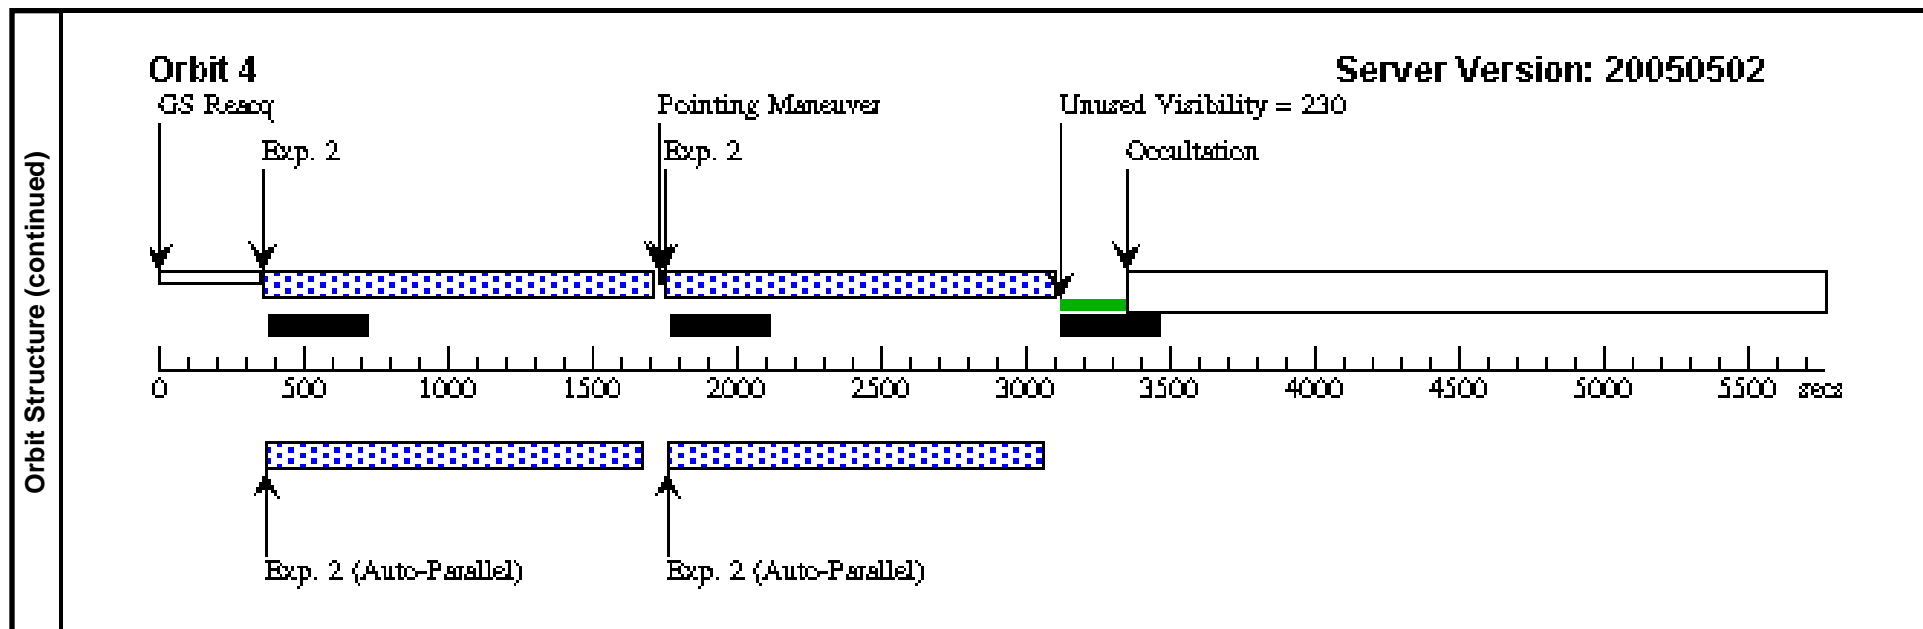 Orbit Structure (continued)
Orbit 4
Server Version: 20050502
GS Reacq
Pointing Maneuver
Unused Visibility = 230
Exp. 2
Exp. 2
Occultation
0 500 1000 1500 2000 2500 3000 3500 4000 4500 5000 5500 secs
Exp. 2 (Auto-Parallel)
Exp. 2 (Auto-Parallel)